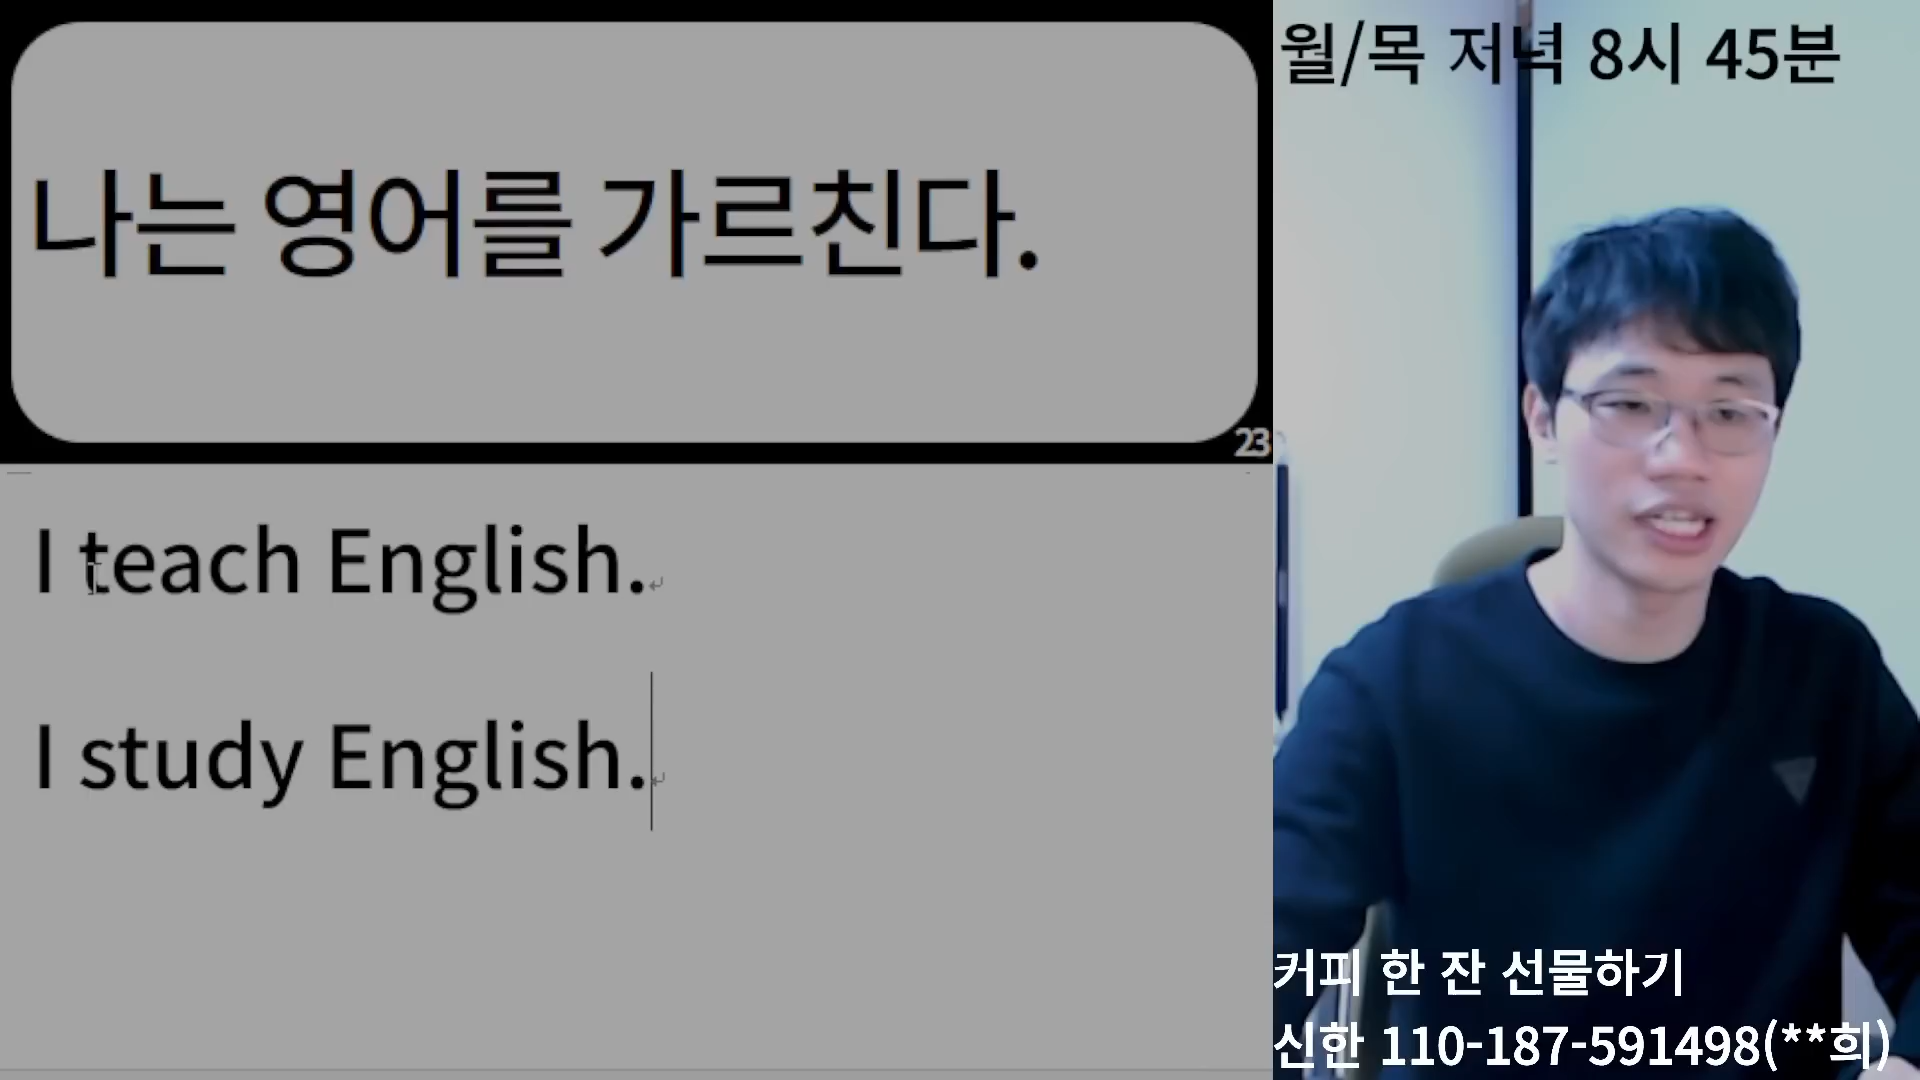 나는 영어를 가르친다.
23
I teach English.
I study English.
월/목 저녁 8시 45분
커피 한 잔 선물하기
신한 110-187-591498(**희)